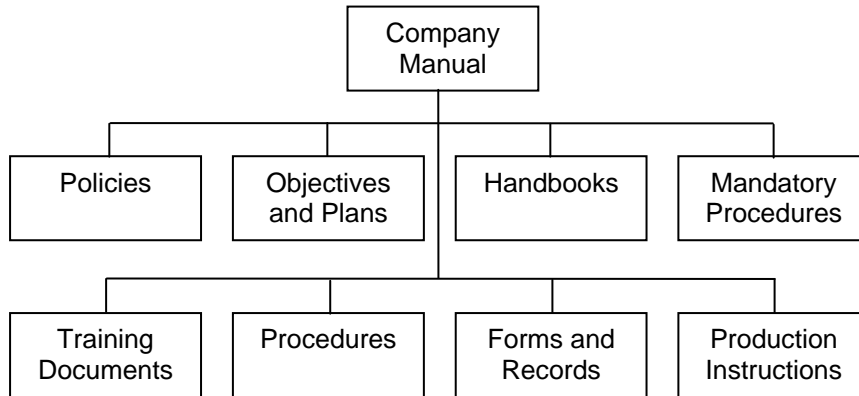 Company
Manual
Policies
Objectives
and Plans
Handbooks
Mandatory
Procedures
Training
Documents
Procedures
Forms and
Records
Production
Instructions